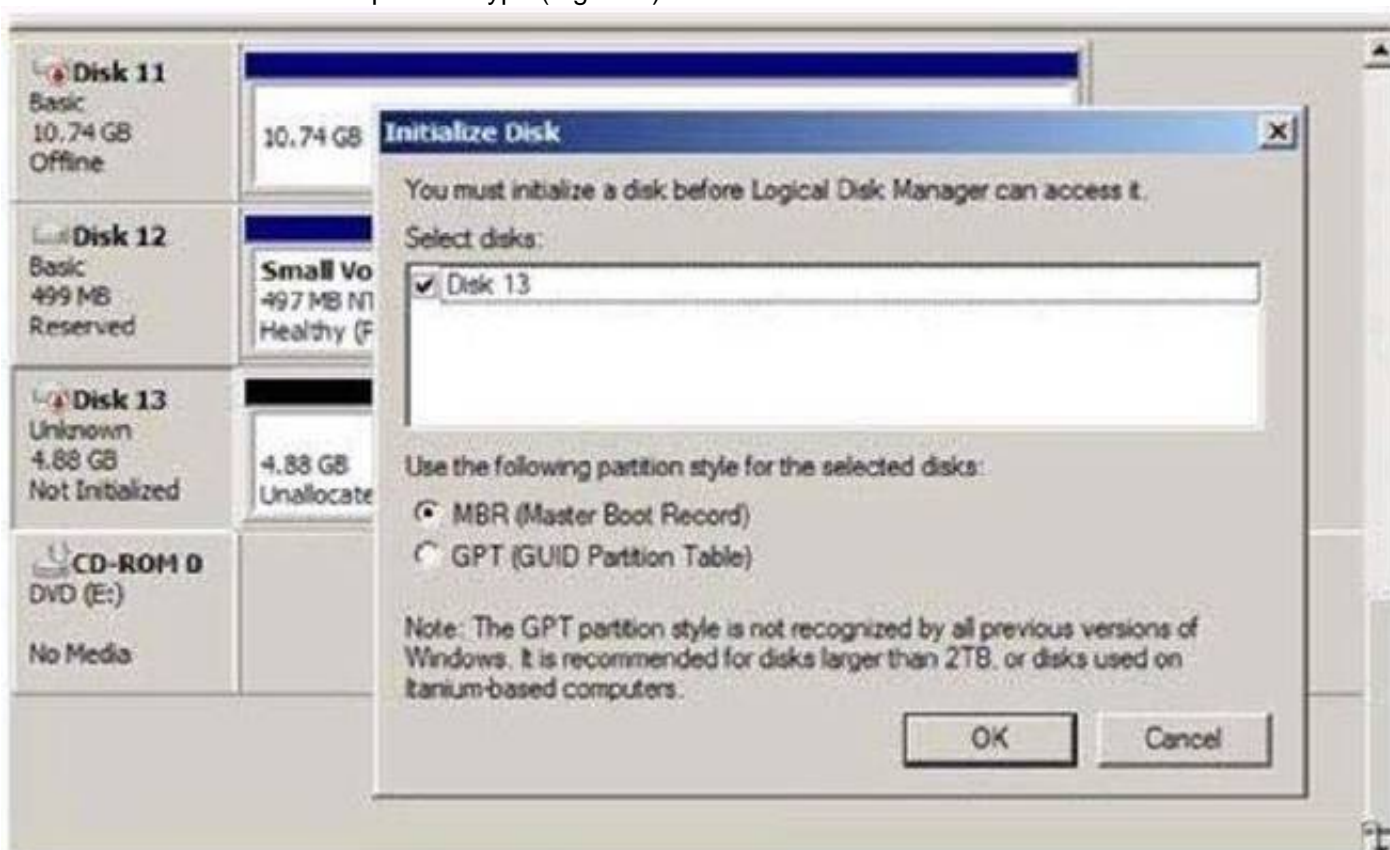 Disk 11
Basic
10.74 GB
Offline
10.74 GB
Disk 12
Basic
499 MB
Reserved
Small Vo
497 MB NT
Healthy (P
Disk 13
Unknown
4.88 GB
Not Initialized
4.88 GB
Unallocate
CD-ROM 0
DVD (E:)
No Media
Initialize Disk
You must initialize a disk before Logical Disk Manager can access it.
Select disks:
Disk 13
Use the following partition style for the selected disks:
MBR (Master Boot Record)
GPT (GUID Partition Table)
Note: The GPT partition style is not recognized by all previous versions of
Windows. It is recommended for disks larger than 2TB, or disks used on
Itanium-based computers.
OK
Cancel